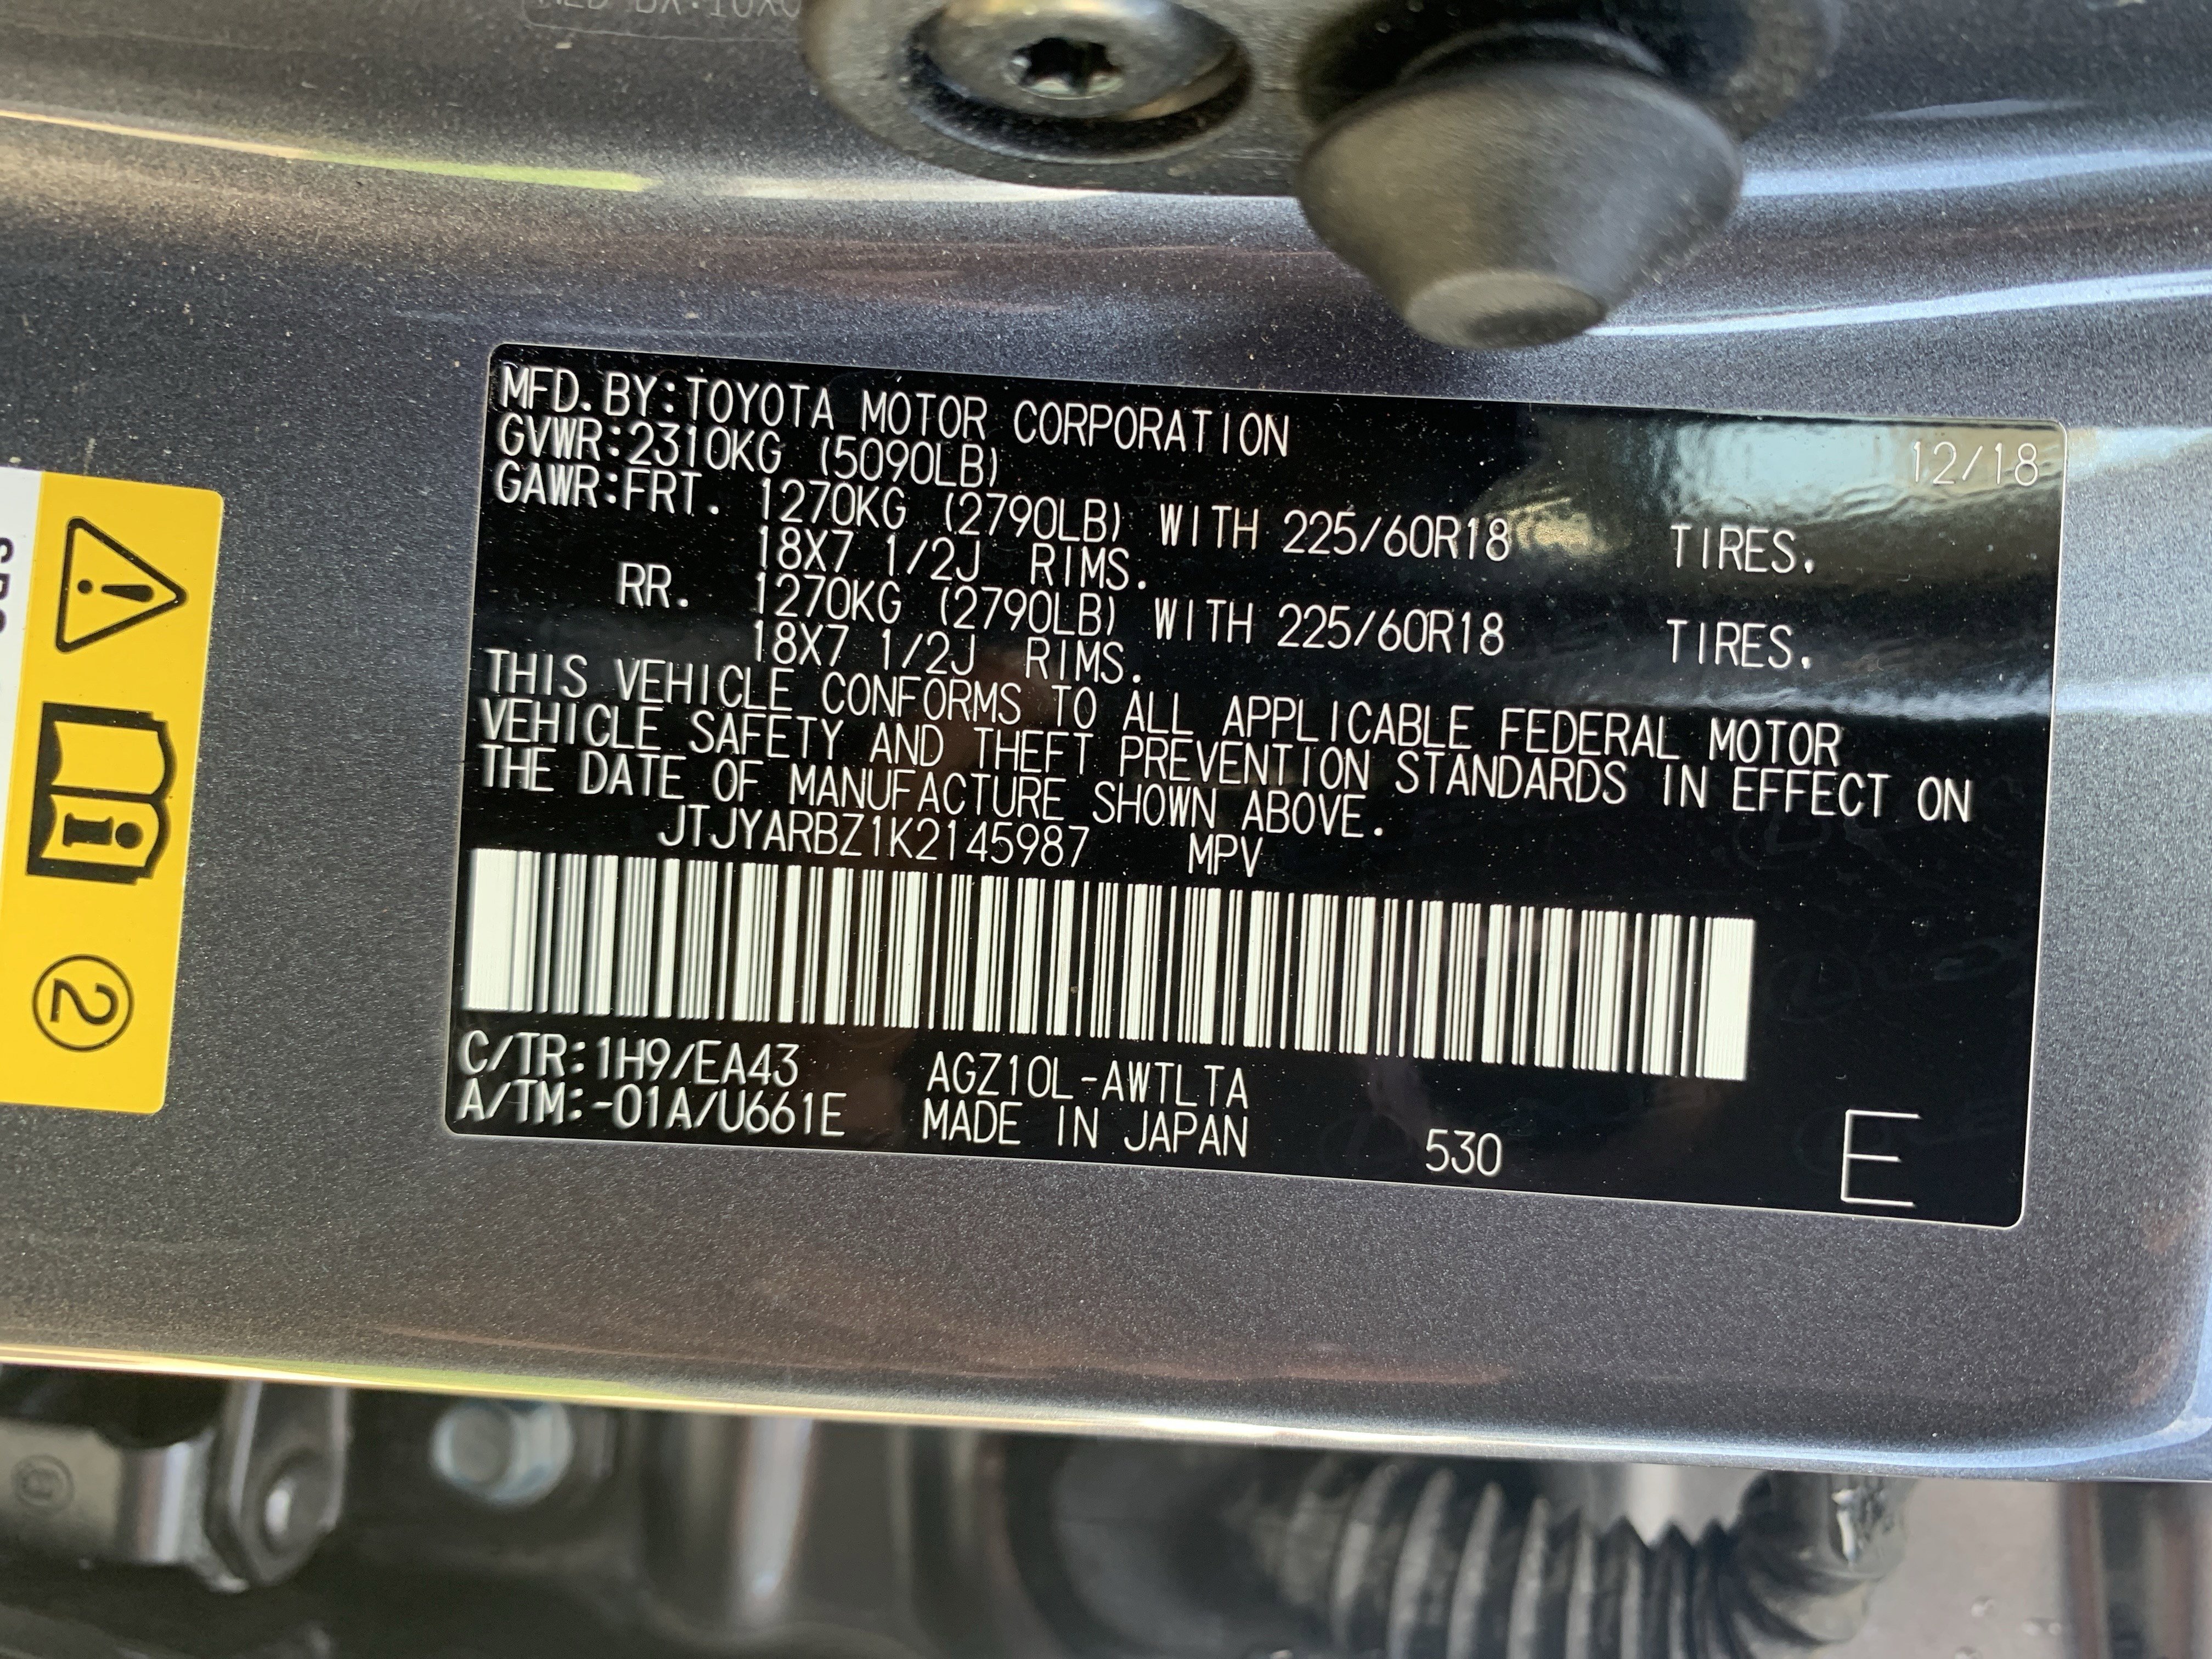 MFD.BY:TOYOTA MOTOR CORPORATION 12/18
GVWR:2310KG (5090LB)
GAWR:FRT. 1270KG (2790LB) WITH 225/60R18 TIRES.
18X7 1/2J RIMS.
RR. 1270KG (2790LB) WITH 225/60R18 TIRES.
18X7 1/2J RIMS.
THIS VEHICLE CONFORMS TO ALL APPLICABLE FEDERAL MOTOR
VEHICLE SAFETY AND THEFT PREVENTION STANDARDS IN EFFECT ON
THE DATE OF MANUFACTURE SHOWN ABOVE.
JTJYARBZ1K2145987 MPV
C/TR:1H9/EA43 AGZ10L-AWTLTA
A/TM:-01A/U661E MADE IN JAPAN 530 E
2